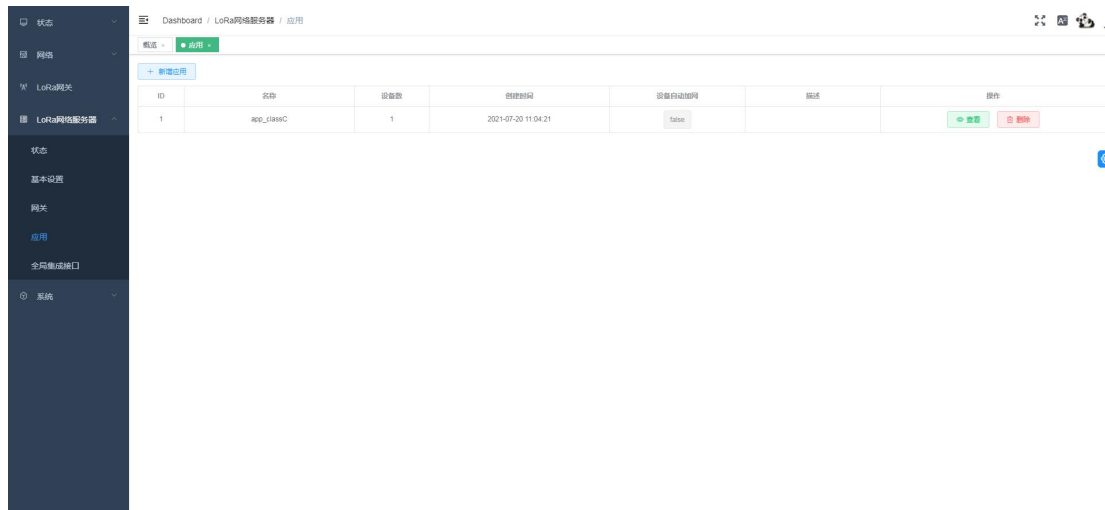 状态
网络
LoRa网关
LoRa网络服务器
状态
基本设置
网关
应用
全局集成接口
系统
Dashboard / LoRa网络服务器 / 应用
概览 × 应用 ×
+ 新增应用
ID 名称 设备数 创建时间 设备自动加网 描述 操作
1 app_classC 1 2021-07-20 11:04:21 false 查看 删除